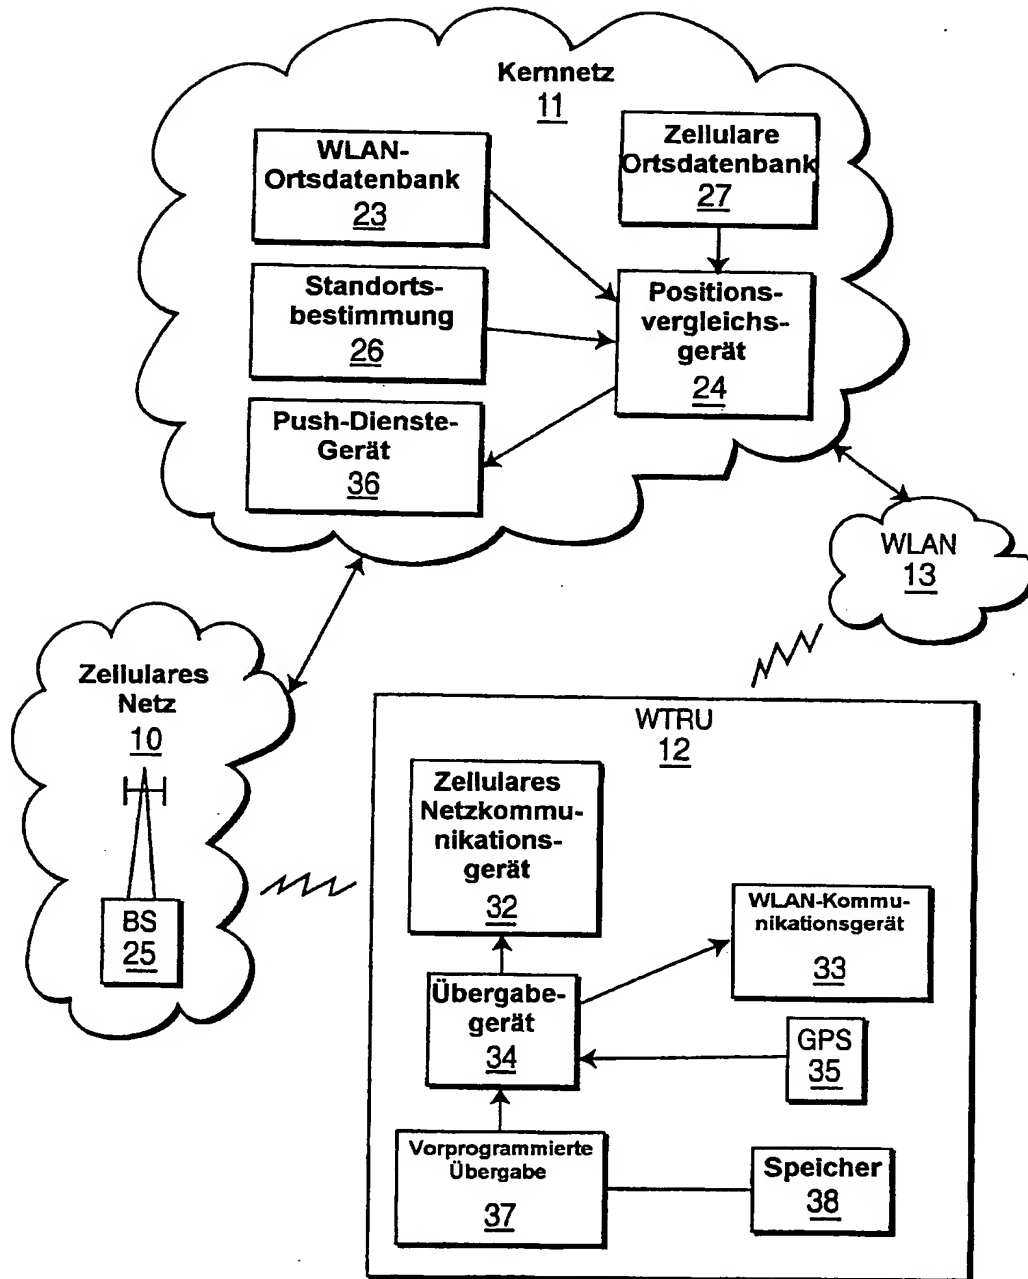 Kernnetz
11
WLAN-
Ortsdatenbank
23
Zellulare
Ortsdatenbank
27
Standorts-
bestimmung
26
Positions-
vergleichs-
gerät
24
Push-Dienste-
Gerät
36
WLAN
13
Zellulares
Netz
10
BS
25
WTRU
12
Zellulares
Netzkommu-
nikations-
gerät
32
WLAN-Kommu-
nikationsgerät
33
Übergabe-
gerät
34
GPS
35
Vorprogrammierte
Übergabe
37
Speicher
38